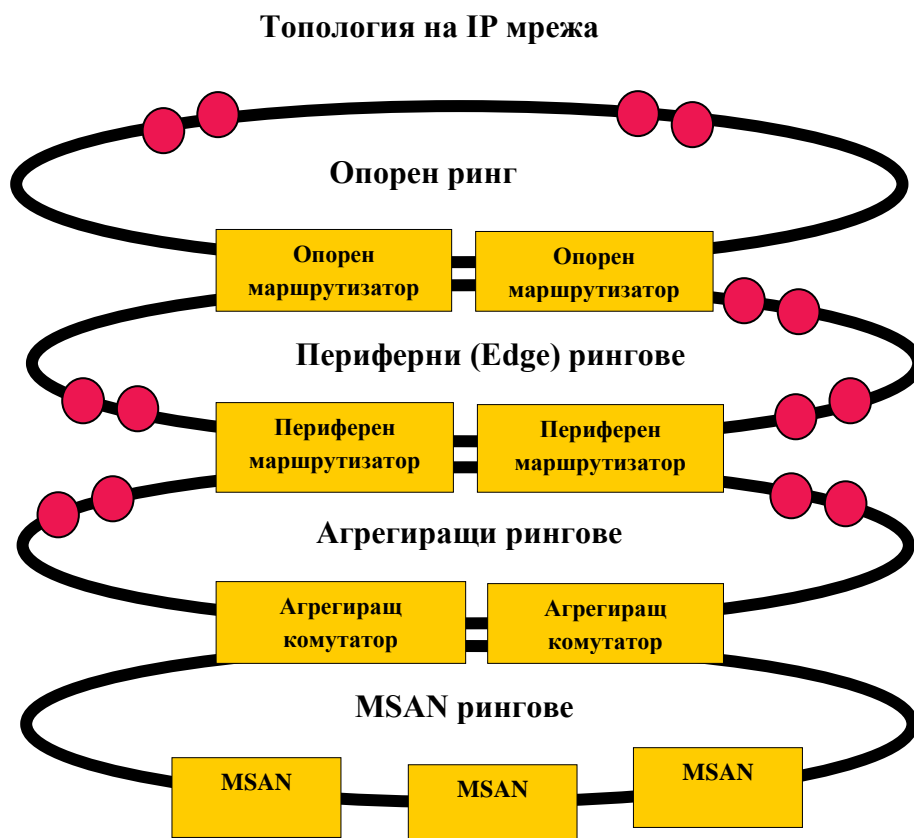 Топология на IP мрежа
Опорен ринг
Опорен
маршрутизатор
Опорен
маршрутизатор
Периферни (Edge) рингове
Периферен
маршрутизатор
Периферен
маршрутизатор
Агрегиращи рингове
Агрегиращ
комутатор
Агрегиращ
комутатор
MSAN рингове
MSAN
MSAN
MSAN